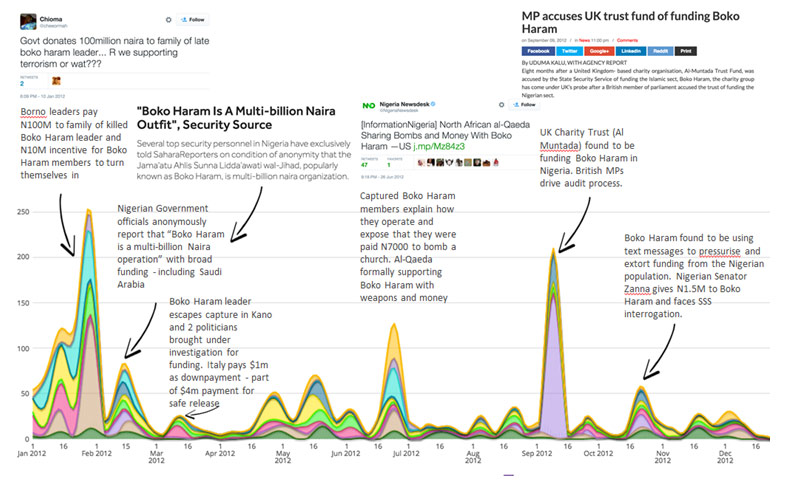 Chioma
@chiwomah
Follow
Govt donates 100million naira to family of late
boko haram leader... R we supporting
terrorism or wat???
RETWEETS
2
"Boko Haram Is A Multi-billion Naira
Outfit", Security Source
Several top security personnel in Nigeria have exclusively
told SaharaReporters on condition of anonymity that the
Jama'atu Ahlis Sunna Lidda'awati wal-Jihad, popularly
known as Boko Haram, is multi-billion naira organization.
NO
Nigeria Newsdesk
@NigeriaNewsdesk
Follow
[InformationNigeria] North African al-Qaeda
Sharing Bombs and Money With Boko
Haram —US j.mp/Mz84z3
RETWEETS
47
FAVORITES
1
MP accuses UK trust fund of funding Boko
Haram
on September 06, 2012 / in News 11:00 pm / Comments
Facebook Twitter Google+ LinkedIn Reddit Print
By UDUMA KALU, WITH AGENCY REPORT
Eight months after a United Kingdom- based charity organisation, Al-Muntada Trust Fund, was
accused by the State Security Service of funding the Islamic sect, Boko Haram, the charity group
has come under UK's probe after a British member of parliament accused the trust of funding the
Nigerian sect.
Borno leaders pay
N100M to family of killed
Boko Haram leader and
N10M incentive for Boko
Haram members to turn
themselves in
Nigerian Government
officials anonymously
report that "Boko Haram
is a multi-billion Naira
operation" with broad
funding - including Saudi
Arabia
Boko Haram leader
escapes capture in Kano
and 2 politicians
brought under
investigation for
funding. Italy pays $1m
as downpayment - part
of $4m payment for
safe release
Captured Boko Haram
members explain how
they operate and
expose that they were
paid N7000 to bomb a
church. Al-Qaeda
formally supporting
Boko Haram with
weapons and money
UK Charity Trust (Al
Muntada) found to be
funding Boko Haram in
Nigeria. British MPs
drive audit process.
Boko Haram found to be using
text messages to pressurise and
extort funding from the Nigerian
population. Nigerian Senator
Zanna gives N1.5M to Boko
Haram and faces SSS
interrogation.
250
200
150
100
50
0
1 16 1 15 1 16 1 16 1 16 1 16 1 16 1 16 1 16 1 16 1 16 1 16
Jan 2012 Feb 2012 Mar 2012 Apr 2012 May 2012 Jun 2012 Jul 2012 Aug 2012 Sep 2012 Oct 2012 Nov 2012 Dec 2012